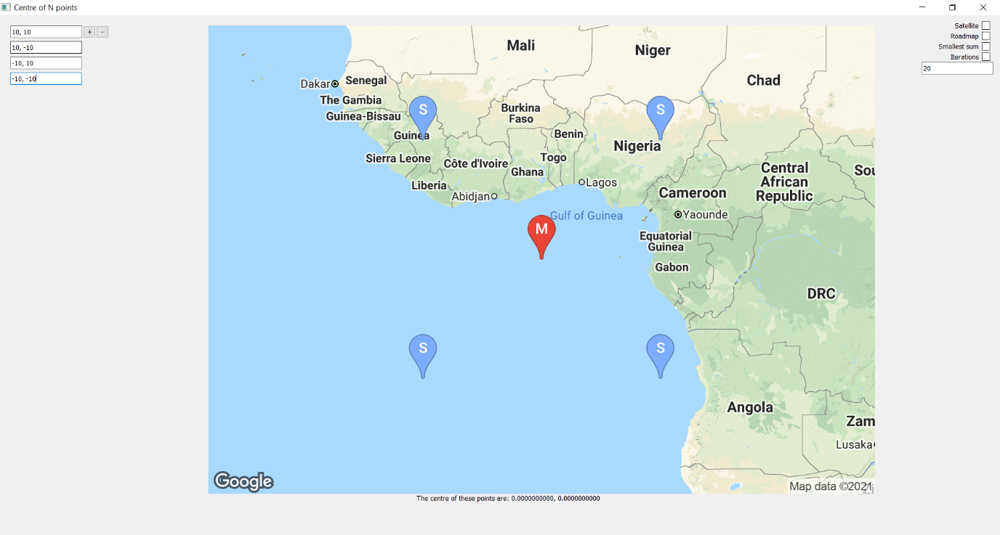 Centre of N points
10, 10
+
-
10, -10
-10, 10
-10, -10
Satellite
Roadmap
Smallest sum
Iterations
20
Mali
Niger
Chad
Dakar
Senegal
The Gambia
Guinea-Bissau
Burkina
Faso
S
S
Guinea
Benin
Nigeria
Sierra Leone
Côte d'Ivoire
Togo
Ghana
Central
African
Republic
Sou
Liberia
Lagos
Abidjan
Cameroon
Gulf of Guinea
Yaounde
M
Equatorial
Guinea
Gabon
DRC
S
S
Angola
Zam
Lusaka
Google
Map data ©2021
The centre of these points are: 0.0000000000, 0.0000000000